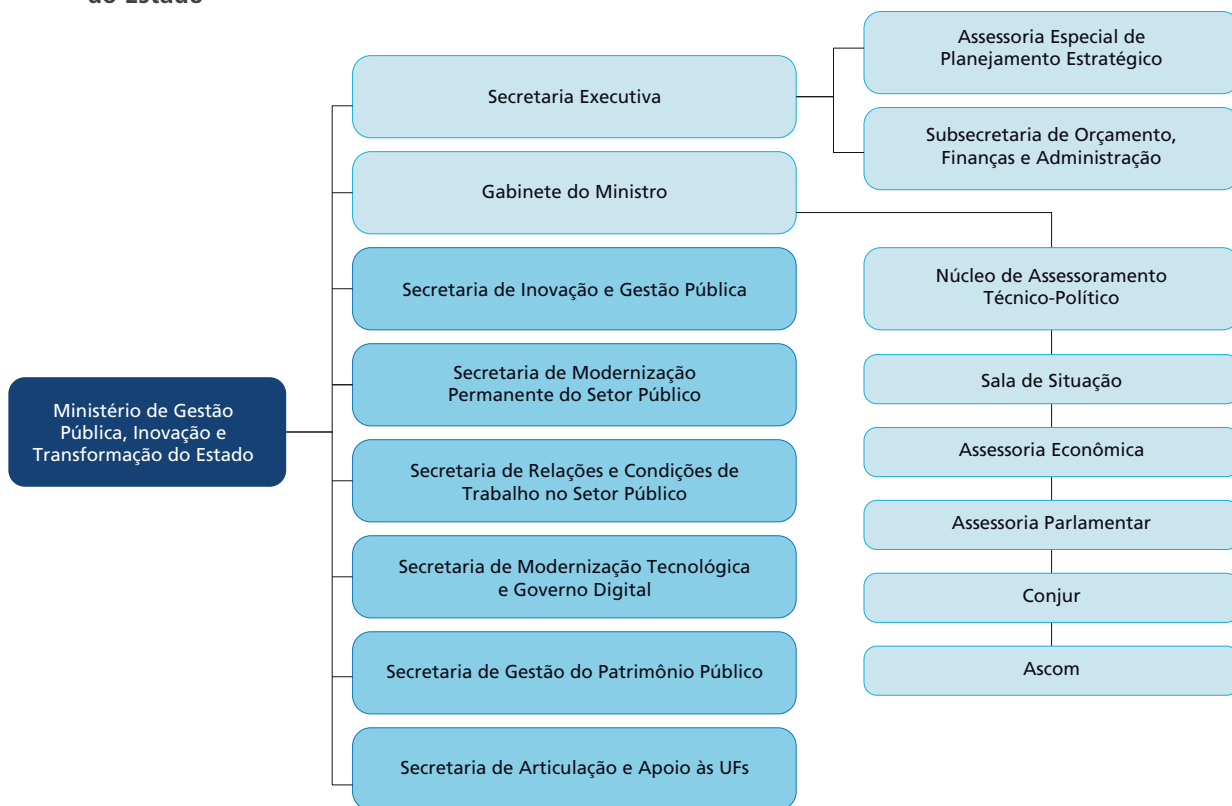 do Estado
Assessoria Especial de
Planejamento Estratégico
Secretaria Executiva
Subsecretaria de Orçamento,
Finanças e Administração
Gabinete do Ministro
Núcleo de Assessoramento
Técnico-Político
Secretaria de Inovação e Gestão Pública
Secretaria de Modernização
Permanente do Setor Público
Sala de Situação
Ministério de Gestão
Pública, Inovação e
Transformação do Estado
Assessoria Econômica
Secretaria de Relações e Condições de
Trabalho no Setor Público
Assessoria Parlamentar
Secretaria de Modernização Tecnológica
e Governo Digital
Conjur
Secretaria de Gestão do Patrimônio Público
Ascom
Secretaria de Articulação e Apoio às UFs